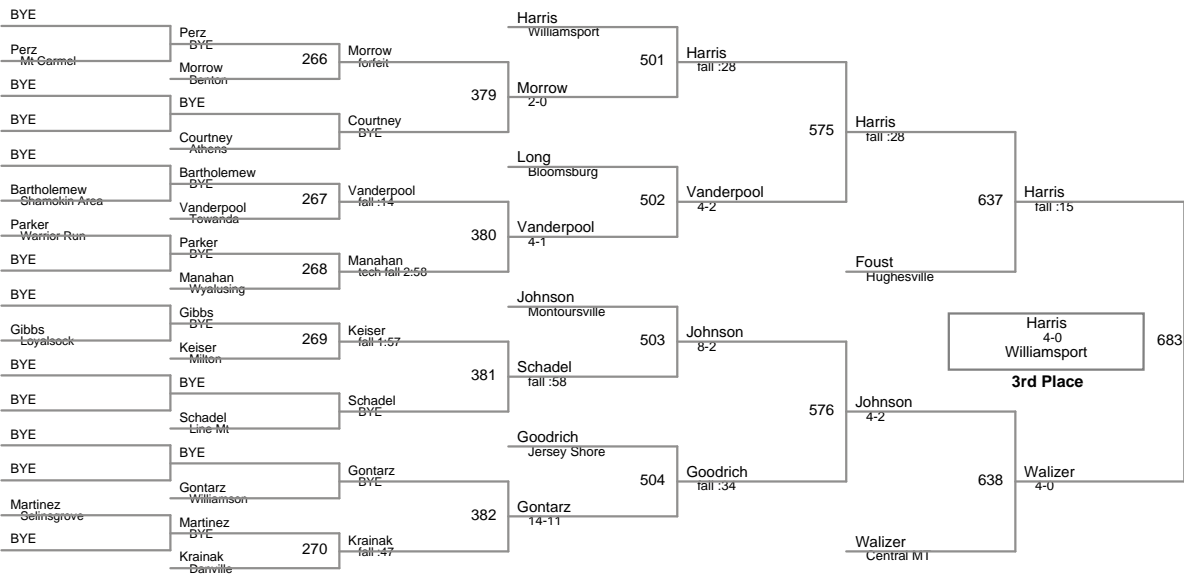 BYE
Perz
Mt Carmel
BYE
BYE
BYE
Bartholemew
Shamokin Area
Parker
Warrior Run
BYE
BYE
Gibbs
Loyalsock
BYE
BYE
BYE
BYE
Martinez
Selinsgrove
BYE
Perz
BYE
266
Morrow
Benton
BYE
Courtney
Athens
Bartholemew
BYE
267
Vanderpool
Towanda
Parker
BYE
268
Manahan
Wyalusing
Gibbs
BYE
269
Keiser
Milton
BYE
Schadel
Line Mt
BYE
Gontarz
Williamson
Martinez
BYE
270
Krainak
Danville
Morrow
forfeit
379
Courtney
BYE
Vanderpool
fall :14
380
Manahan
tech fall 2:58
Keiser
fall 1:57
381
Schadel
BYE
Gontarz
BYE
382
Krainak
fall :47
Harris
Williamsport
501
Morrow
2-0
Long
Bloomsburg
502
Vanderpool
4-1
Johnson
Montoursville
503
Schadel
fall :58
Goodrich
Jersey Shore
504
Gontarz
14-11
Harris
fall :28
575
Vanderpool
4-2
Johnson
8-2
576
Goodrich
fall :34
Harris
fall :28
637
Foust
Hughesville
Johnson
4-2
638
Walizer
Central MT
Harris
fall :15
683
Walizer
4-0
Harris
4-0
Williamsport
3rd Place